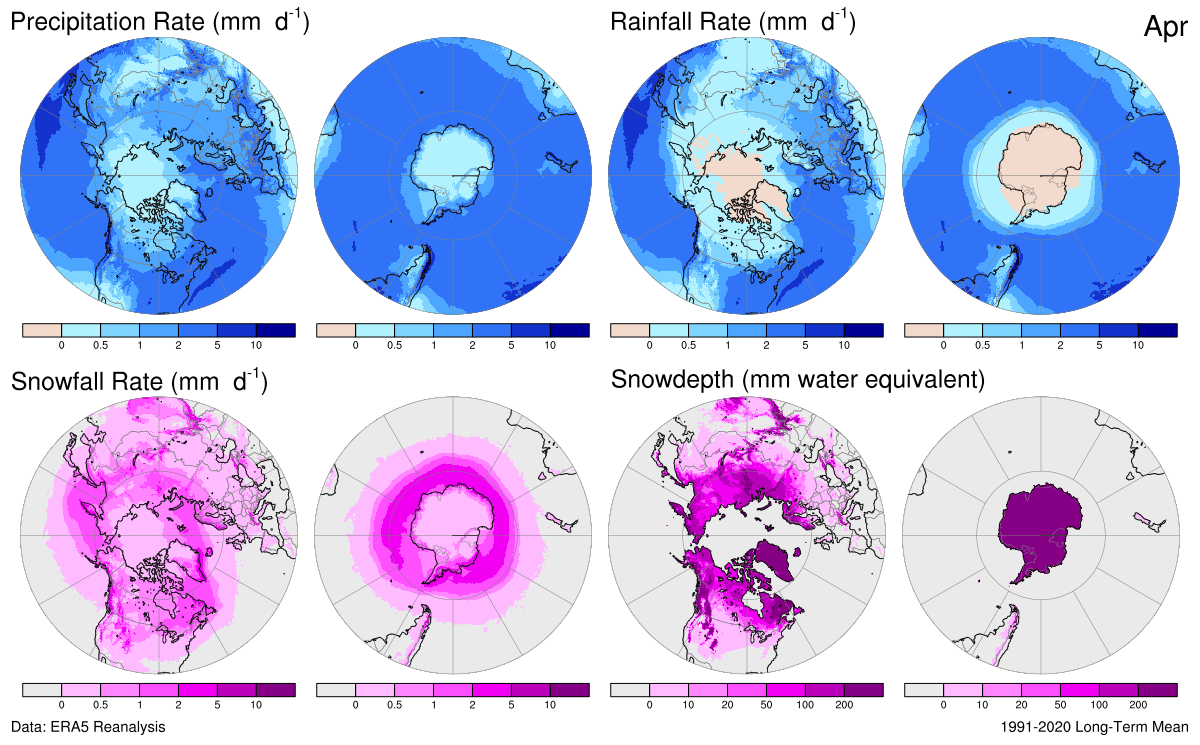 Precipitation Rate (mm d-1)
Rainfall Rate (mm d-1)
Apr
0 0.5 1 2 5 10
0 0.5 1 2 5 10
0 0.5 1 2 5 10
0 0.5 1 2 5 10
Snowfall Rate (mm d-1)
Snowdepth (mm water equivalent)
0 0.5 1 2 5 10
0 0.5 1 2 5 10
0 10 20 50 100 200
0 10 20 50 100 200
Data: ERA5 Reanalysis
1991-2020 Long-Term Mean